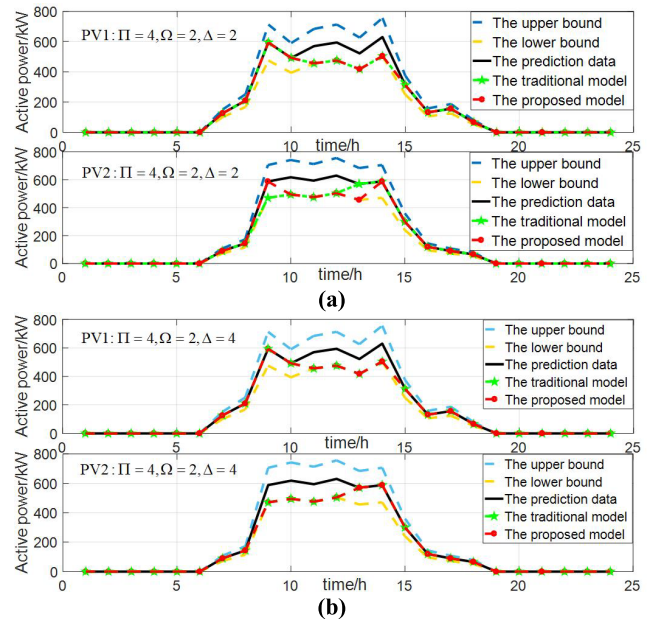 800
600
400
200
0
Active power/kW
PV1: Π = 4, Ω = 2, Δ = 2
The upper bound
The lower bound
The prediction data
The traditional model
The proposed model
0 5 10 15 20 25
time/h
800
600
400
200
0
Active power/kW
PV2: Π = 4, Ω = 2, Δ = 2
The upper bound
The lower bound
The prediction data
The traditional model
The proposed model
0 5 10 15 20 25
time/h
(a)
800
600
400
200
0
Active power/kW
PV1: Π = 4, Ω = 2, Δ = 4
The upper bound
The lower bound
The prediction data
The traditional model
The proposed model
0 5 10 15 20 25
800
600
400
200
0
Active power/kW
PV2: Π = 4, Ω = 2, Δ = 4
The upper bound
The lower bound
The prediction data
The traditional model
The proposed model
0 5 10 15 20 25
time/h
(b)